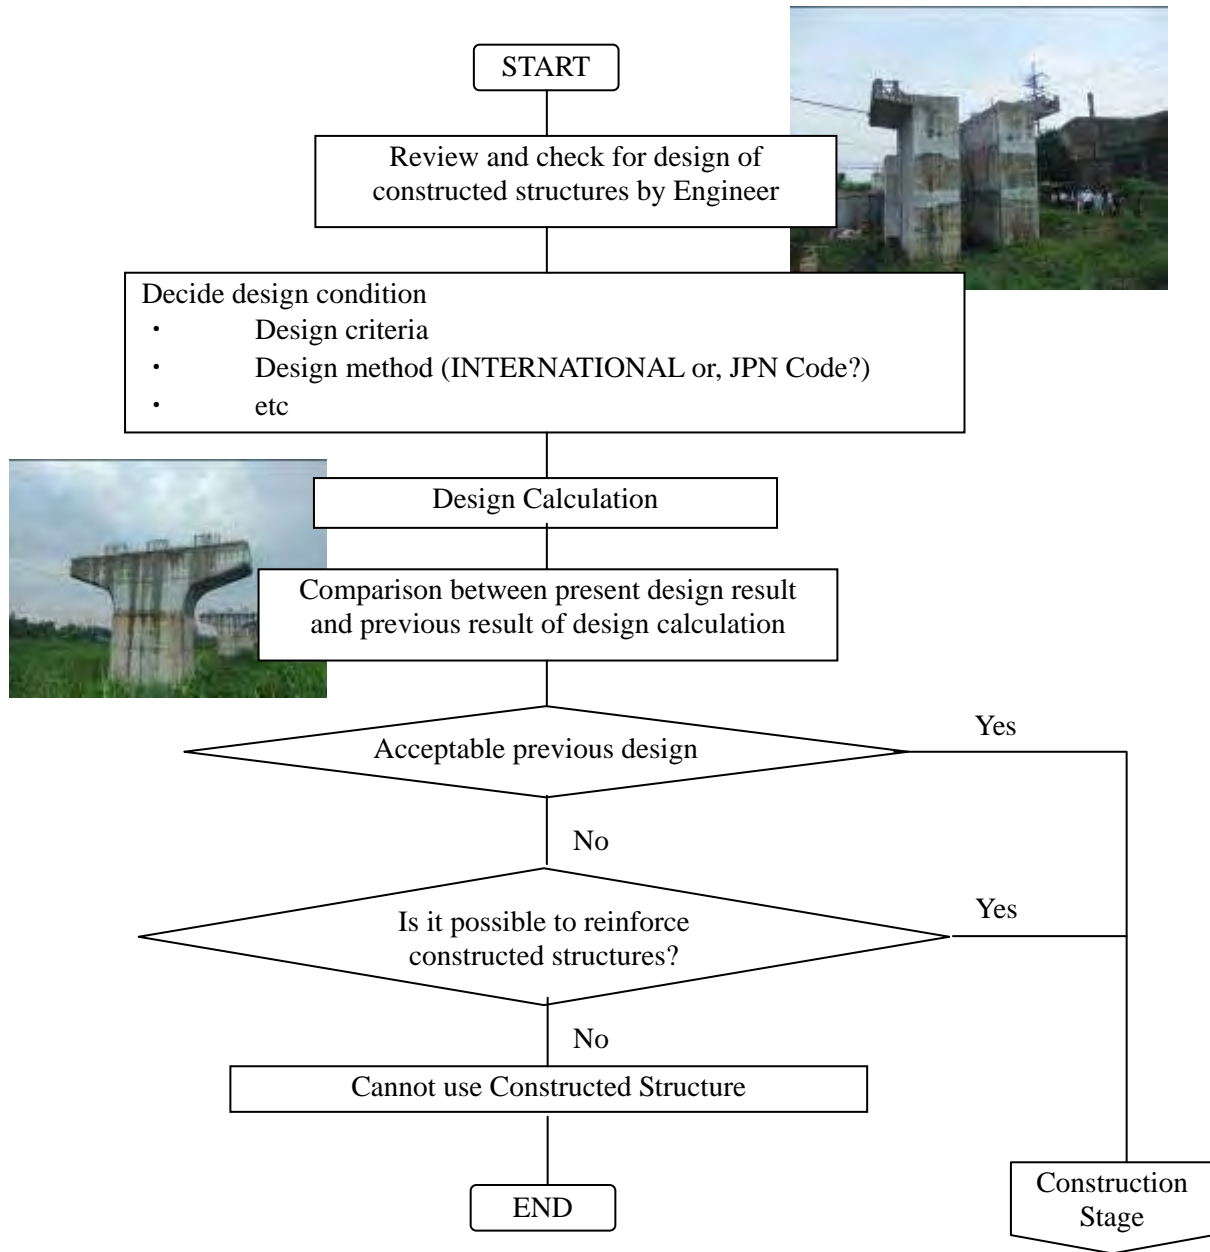 START
Review and check for design of
constructed structures by Engineer
Decide design condition
・ Design criteria
・ Design method (INTERNATIONAL or, JPN Code?)
・ etc
Design Calculation
Comparison between present design result
and previous result of design calculation
Acceptable previous design
Yes
No
Is it possible to reinforce
constructed structures?
Yes
No
Cannot use Constructed Structure
END
Construction
Stage